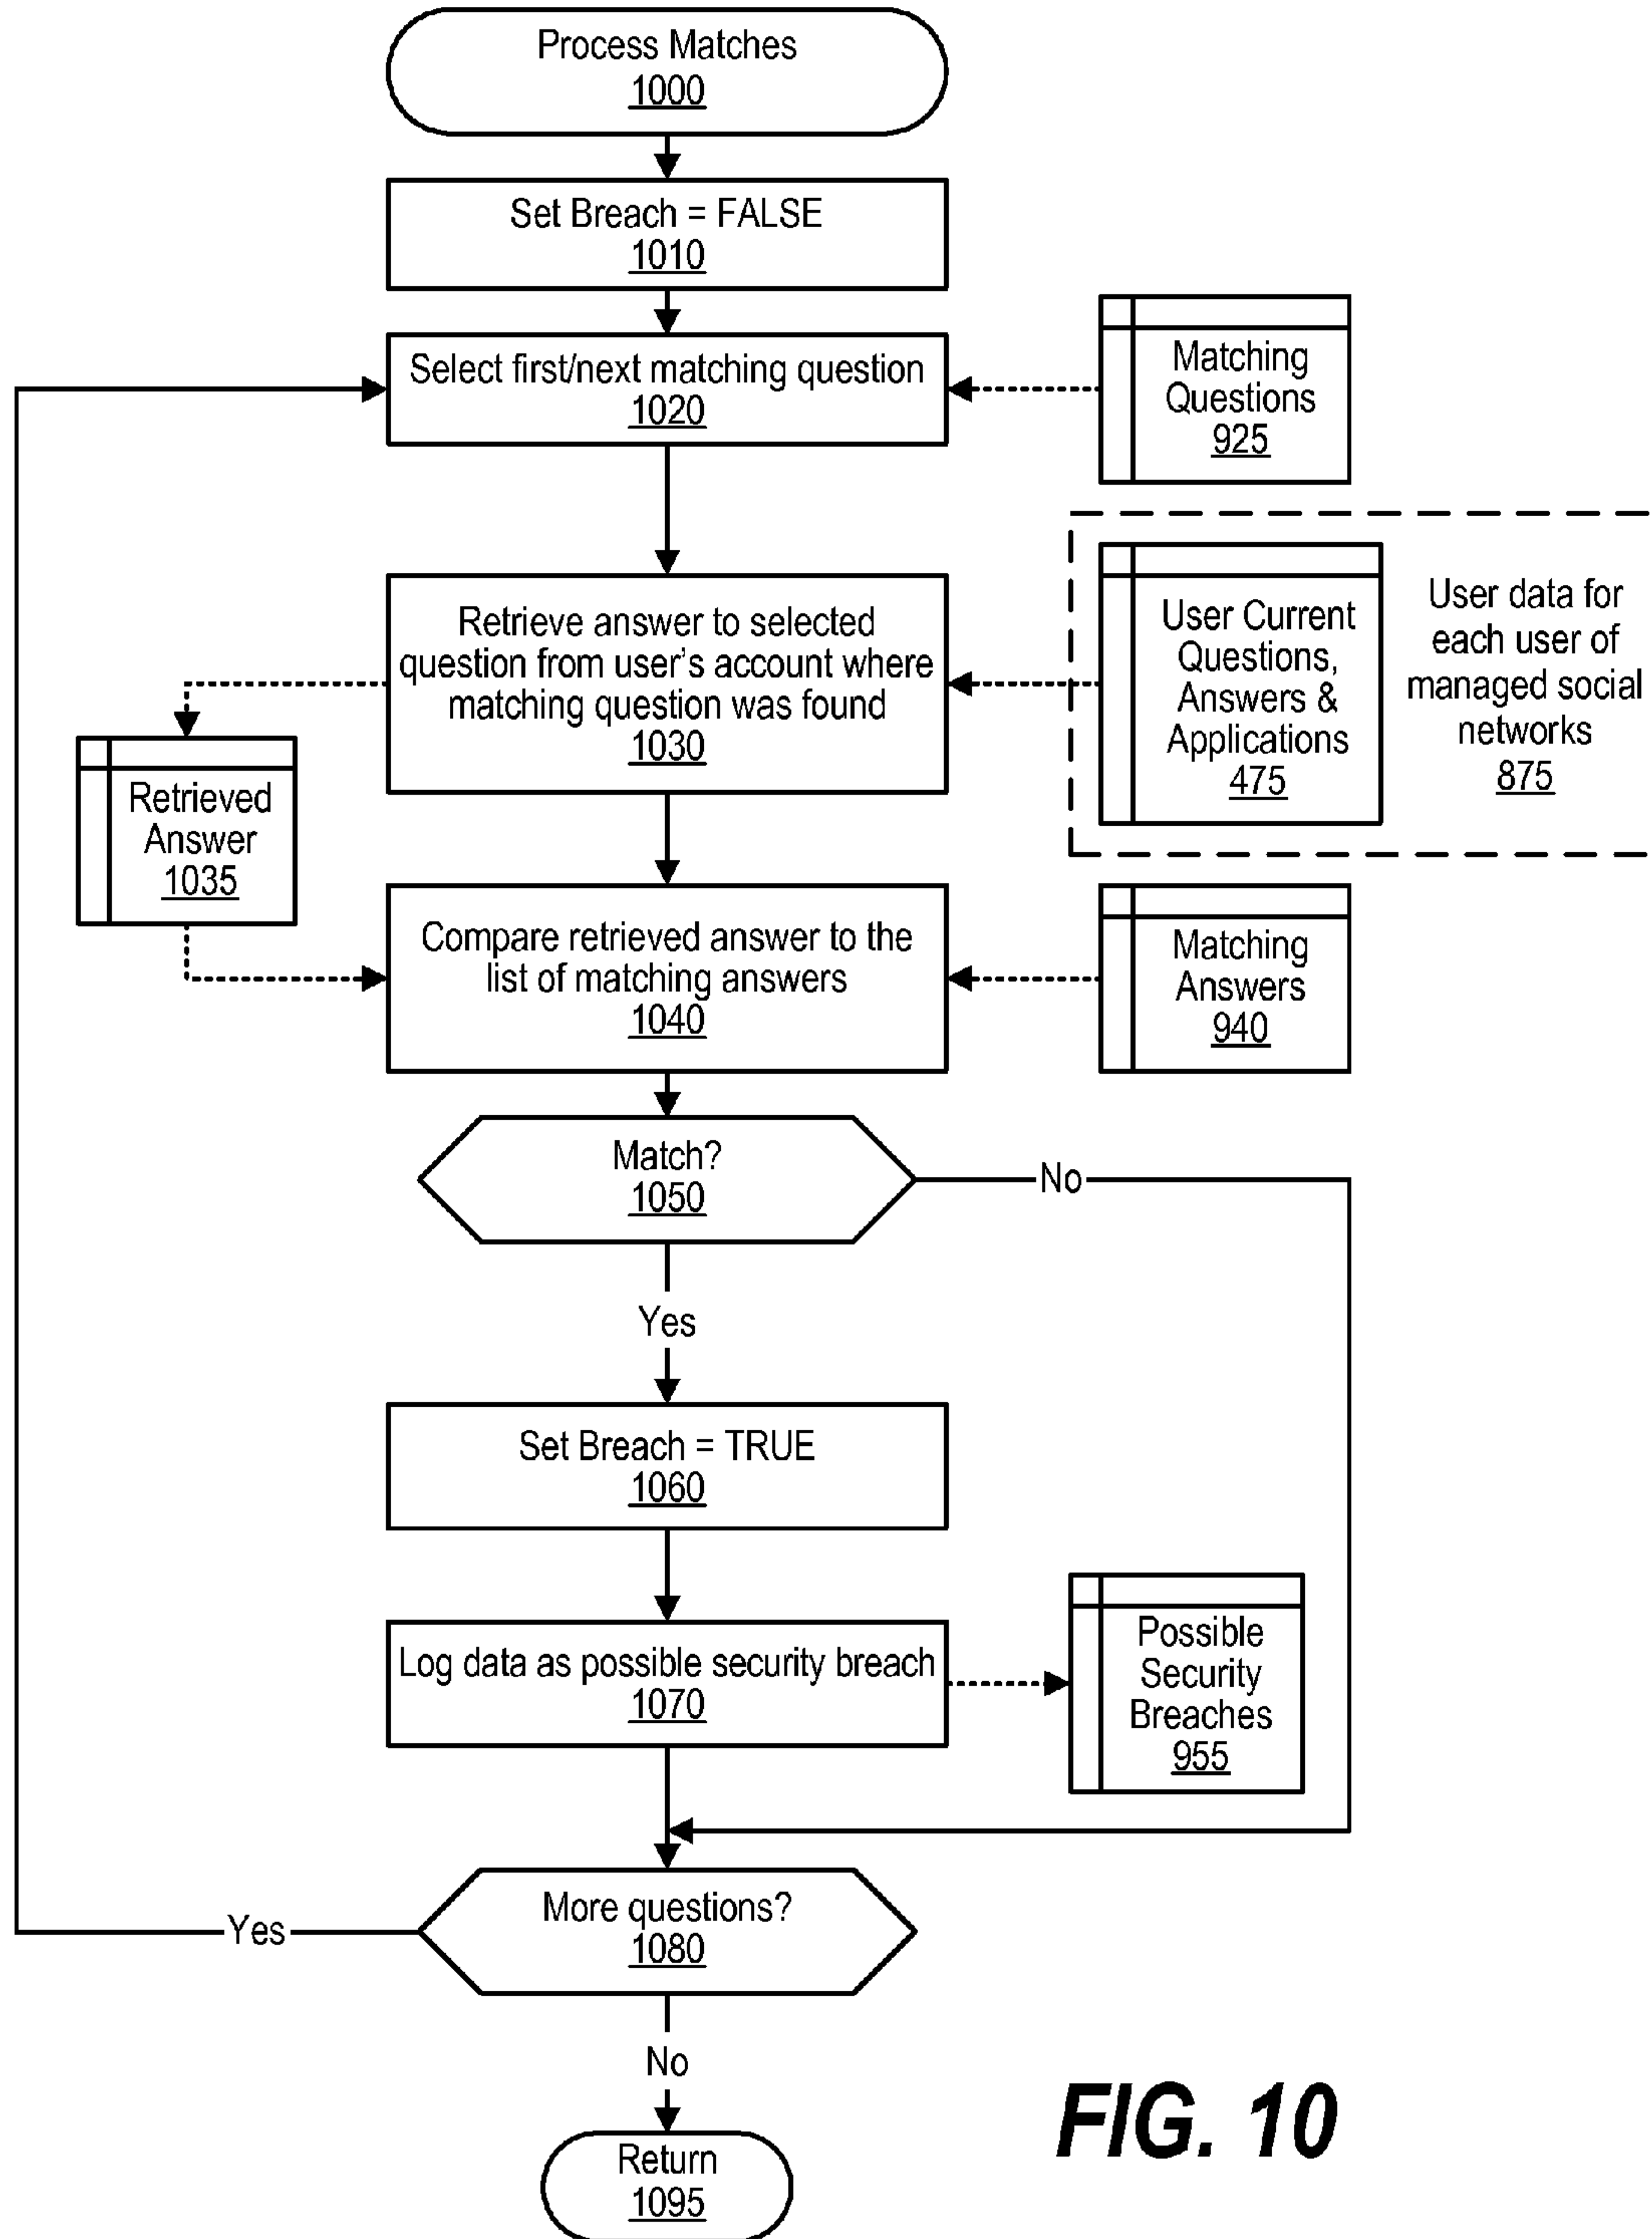 Process Matches
1000
Set Breach = FALSE
1010
Select first/next matching question
1020
Matching
Questions
925
Retrieve answer to selected
question from user's account where
matching question was found
1030
User Current
Questions,
Answers &
Applications
475
User data for
each user of
managed social
networks
875
Retrieved
Answer
1035
Compare retrieved answer to the
list of matching answers
1040
Matching
Answers
940
Match?
1050
No
Yes
Set Breach = TRUE
1060
Log data as possible security breach
1070
Possible
Security
Breaches
955
More questions?
1080
Yes
No
Return
1095
FIG. 10